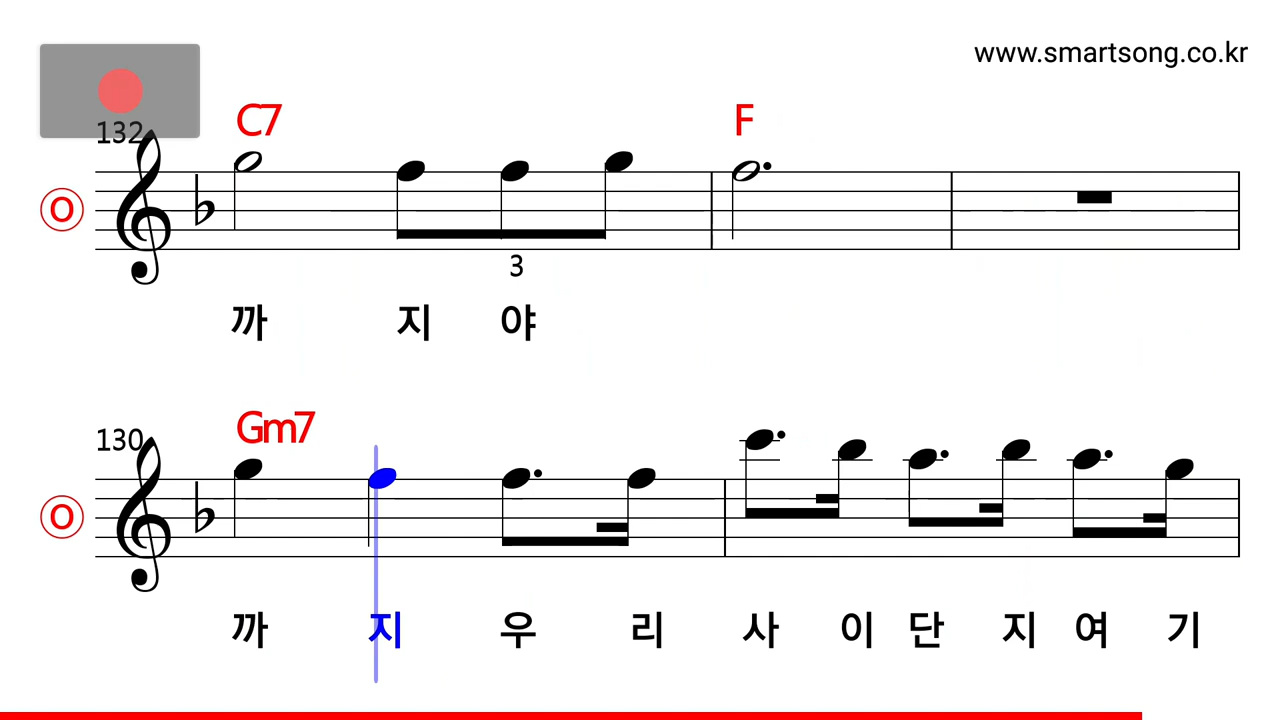 www.smartsong.co.kr
132
C7 F
O
3
까 지 야
130
Gm7
O
까 지 우 리 사 이 단 지 여 기